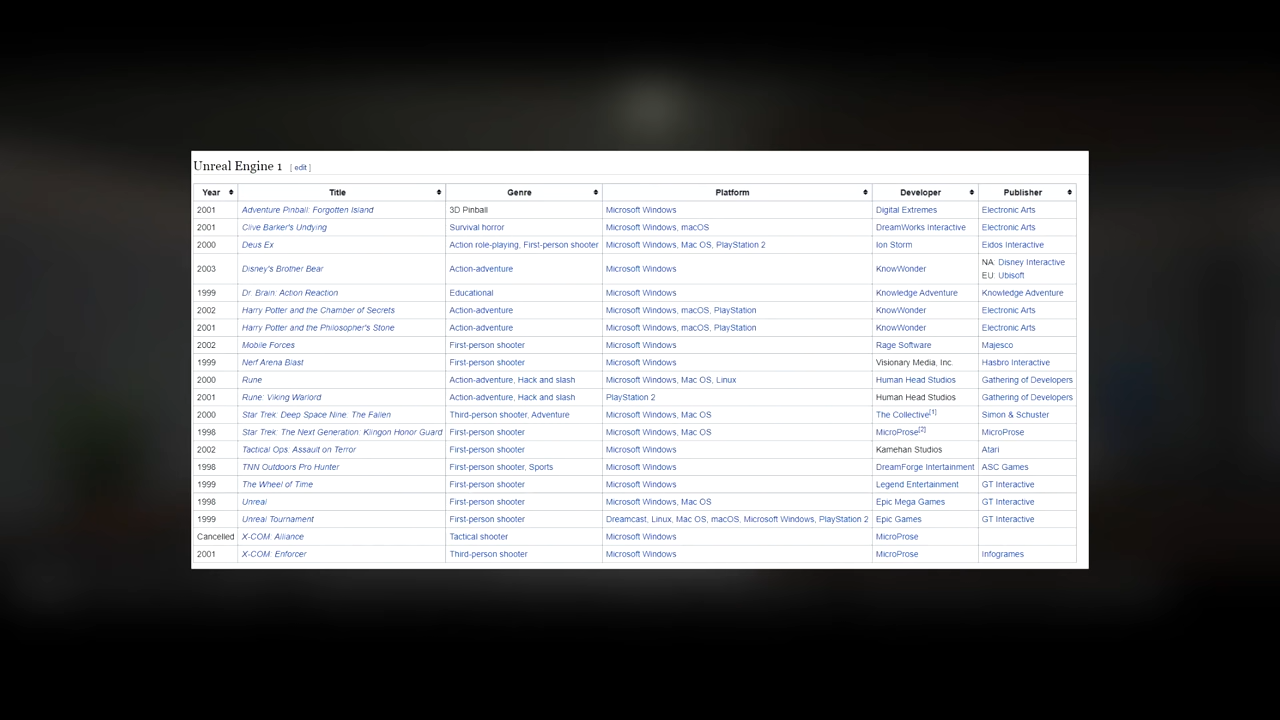 Unreal Engine 1 [ edit ]
Year Title Genre Platform Developer Publisher
2001 Adventure Pinball: Forgotten Island 3D Pinball Microsoft Windows Digital Extremes Electronic Arts
2001 Clive Barker's Undying Survival horror Microsoft Windows, macOS DreamWorks Interactive Electronic Arts
2000 Deus Ex Action role-playing, First-person shooter Microsoft Windows, Mac OS, PlayStation 2 Ion Storm Eidos Interactive
2003 Disney's Brother Bear Action-adventure Microsoft Windows KnowWonder NA: Disney Interactive
EU: Ubisoft
1999 Dr. Brain: Action Reaction Educational Microsoft Windows Knowledge Adventure Knowledge Adventure
2002 Harry Potter and the Chamber of Secrets Action-adventure Microsoft Windows, macOS, PlayStation KnowWonder Electronic Arts
2001 Harry Potter and the Philosopher's Stone Action-adventure Microsoft Windows, macOS, PlayStation KnowWonder Electronic Arts
2002 Mobile Forces First-person shooter Microsoft Windows Rage Software Majesco
1999 Nerf Arena Blast First-person shooter Microsoft Windows Visionary Media, Inc. Hasbro Interactive
2000 Rune Action-adventure, Hack and slash Microsoft Windows, Mac OS, Linux Human Head Studios Gathering of Developers
2001 Rune: Viking Warlord Action-adventure, Hack and slash PlayStation 2 Human Head Studios Gathering of Developers
2000 Star Trek: Deep Space Nine: The Fallen Third-person shooter, Adventure Microsoft Windows, Mac OS The Collective[1] Simon & Schuster
1998 Star Trek: The Next Generation: Klingon Honor Guard First-person shooter Microsoft Windows, Mac OS MicroProse[2] MicroProse
2002 Tactical Ops: Assault on Terror First-person shooter Microsoft Windows Kamehan Studios Atari
1998 TNN Outdoors Pro Hunter First-person shooter, Sports Microsoft Windows DreamForge Intertainment ASC Games
1999 The Wheel of Time First-person shooter Microsoft Windows Legend Entertainment GT Interactive
1998 Unreal First-person shooter Microsoft Windows, Mac OS Epic Mega Games GT Interactive
1999 Unreal Tournament First-person shooter Dreamcast, Linux, Mac OS, macOS, Microsoft Windows, PlayStation 2 Epic Games GT Interactive
Cancelled X-COM: Alliance Tactical shooter Microsoft Windows MicroProse
2001 X-COM: Enforcer Third-person shooter Microsoft Windows MicroProse Infogrames